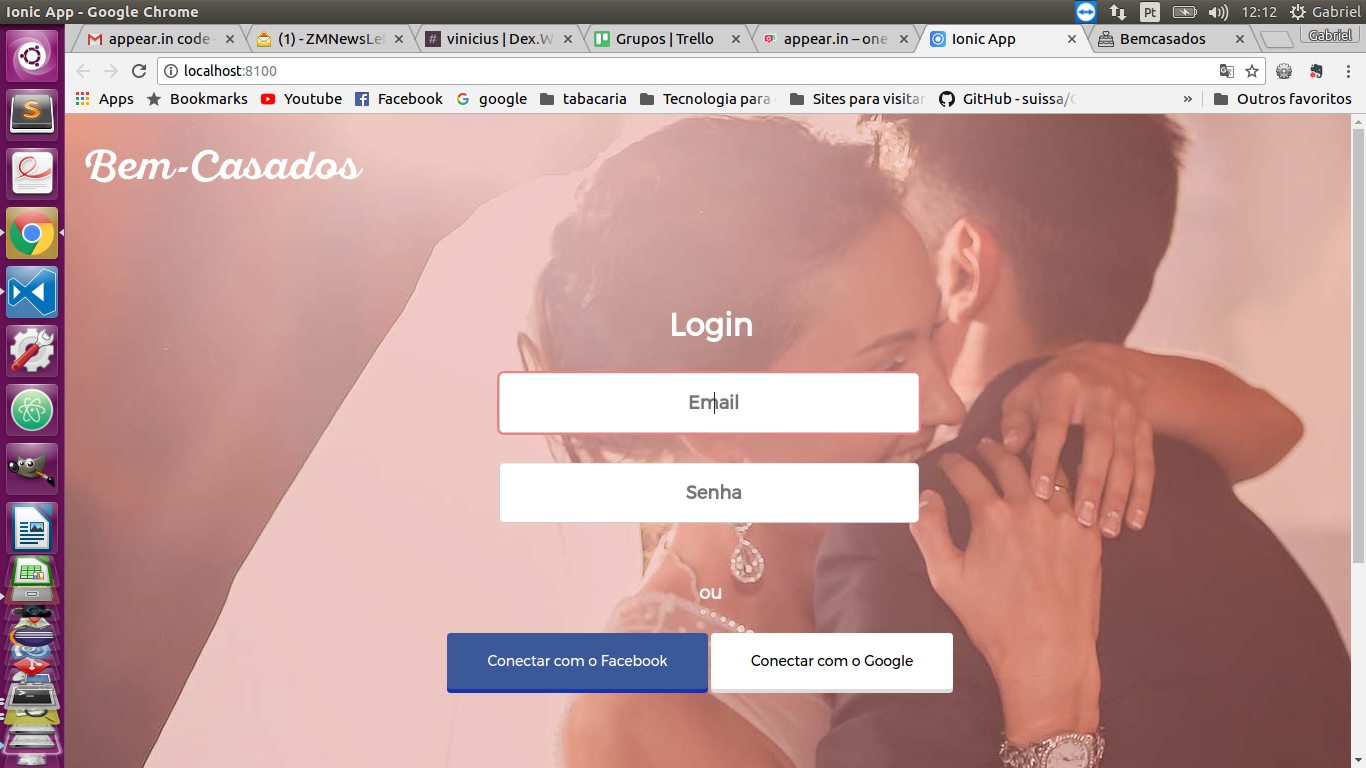 Ionic App - Google Chrome
Pt
12:12
Gabriel
appear.in code
(1) - ZMNewsLet
# vinicius | Dex.W
Grupos | Trello
appear.in – one
Ionic App
Bemcasados
Gabriel
localhost:8100
Apps
Bookmarks
Youtube
Facebook
google
tabacaria
Tecnologia para
Sites para visitar
GitHub - suissa/
»
Outros favoritos
Bem-Casados
Login
Email
Senha
ou
Conectar com o Facebook
Conectar com o Google